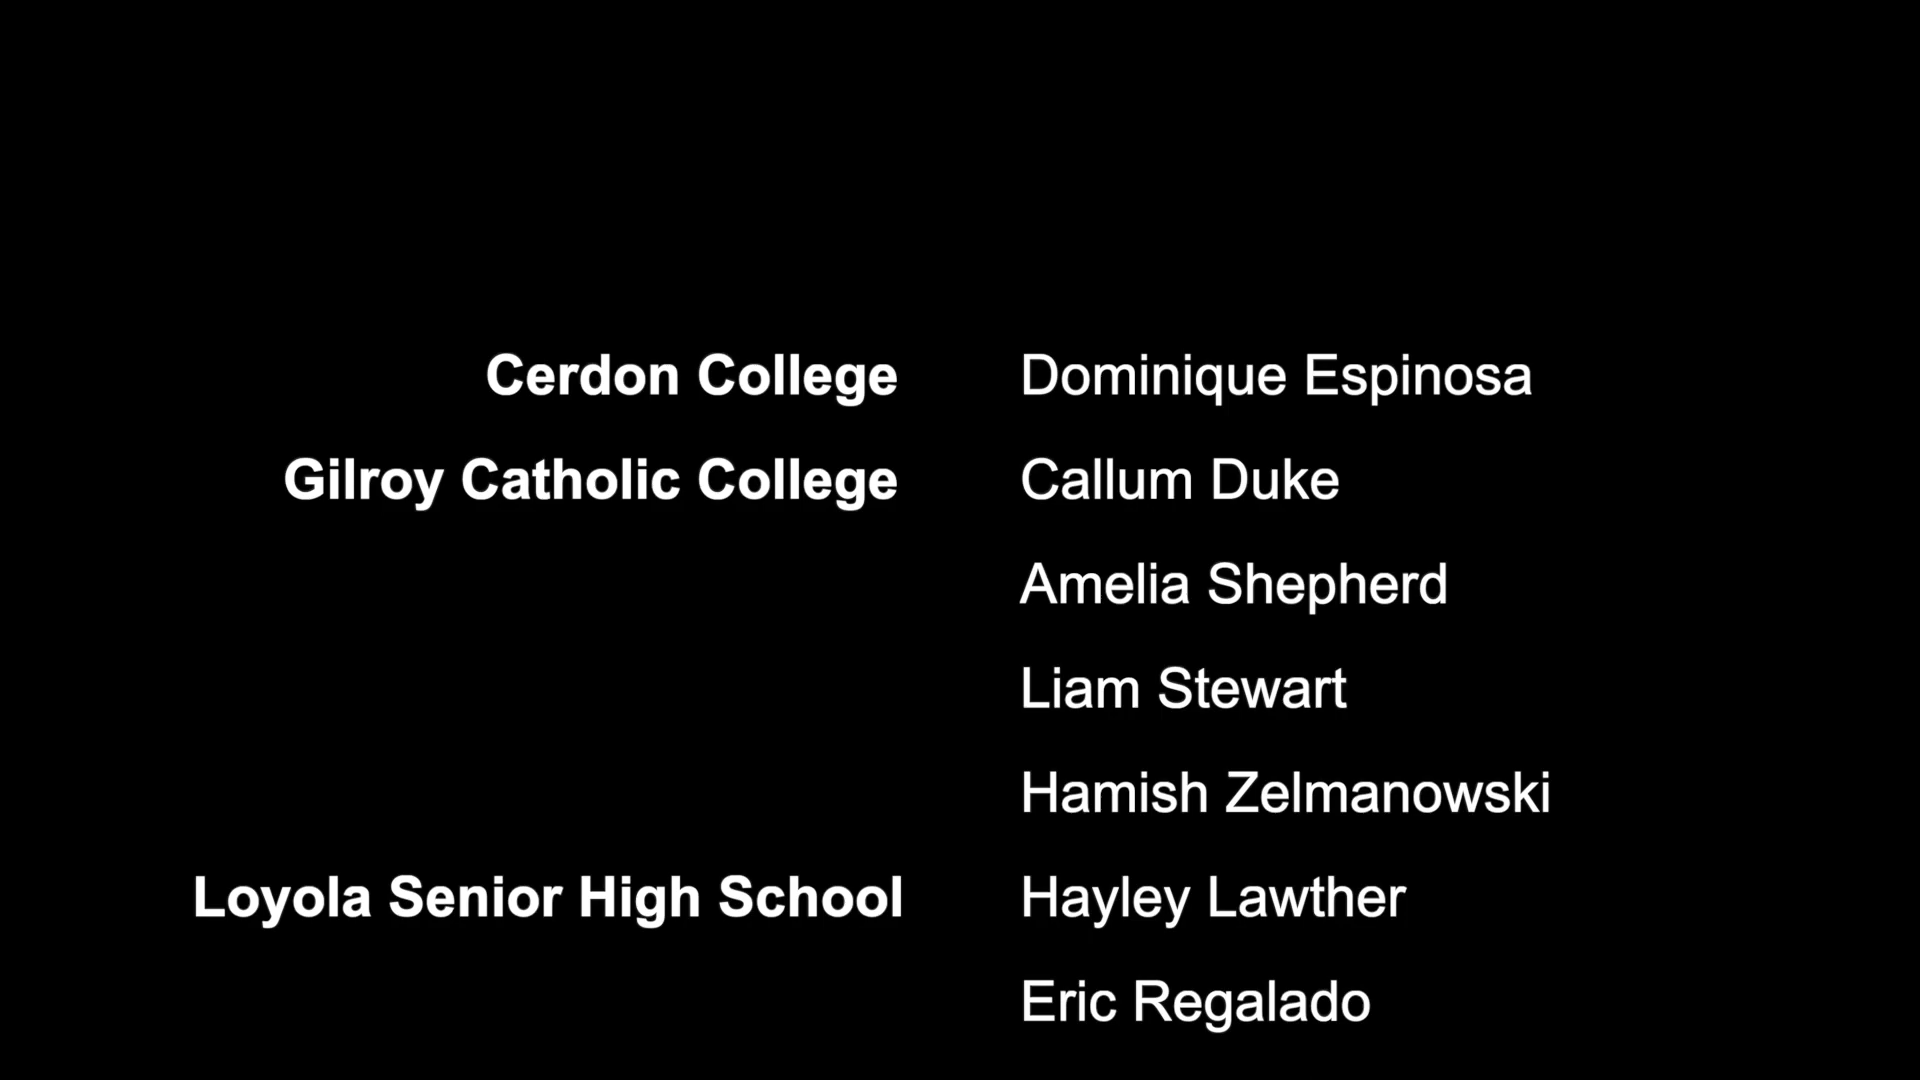 Cerdon College Dominique Espinosa
Gilroy Catholic College Callum Duke
Amelia Shepherd
Liam Stewart
Hamish Zelmanowski
Loyola Senior High School Hayley Lawther
Eric Regalado